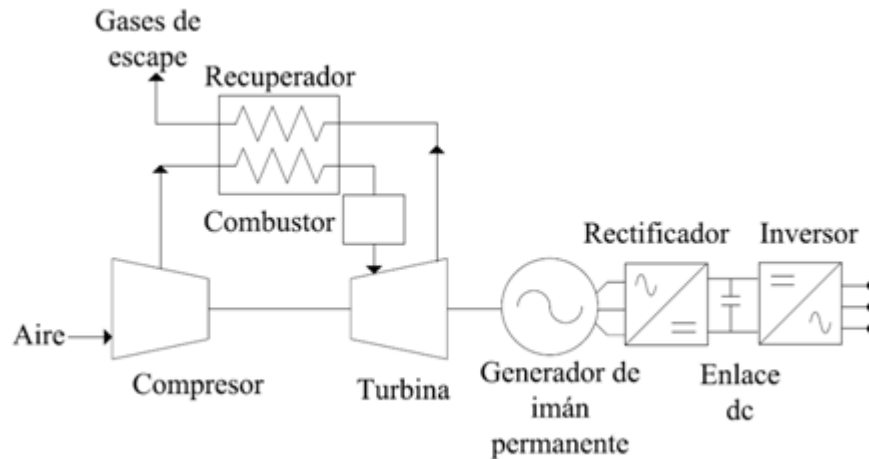 Gases de
escape
Recuperador
Combustor
Rectificador
Inversor
Aire
Compresor
Turbina
Generador de
imán
permanente
Enlace
dc